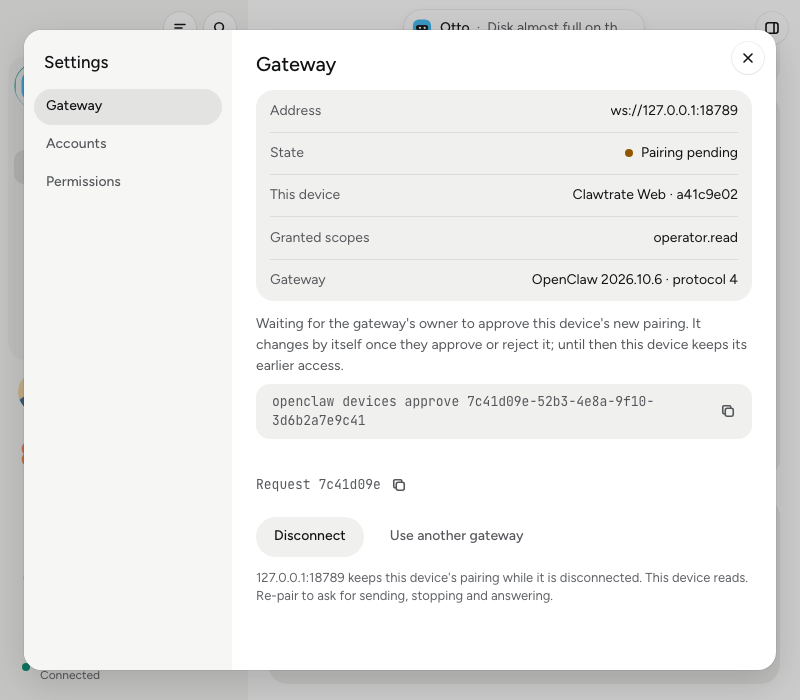 Otto · Disk almost full on th
Settings
Gateway
Accounts
Permissions
Gateway
Address ws://127.0.0.1:18789
State Pairing pending
This device Clawtrate Web · a41c9e02
Granted scopes operator.read
Gateway OpenClaw 2026.10.6 · protocol 4
Waiting for the gateway's owner to approve this device's new pairing. It
changes by itself once they approve or reject it; until then this device keeps its
earlier access.
openclaw devices approve 7c41d09e-52b3-4e8a-9f10-
3d6b2a7e9c41
Request 7c41d09e
Disconnect Use another gateway
127.0.0.1:18789 keeps this device's pairing while it is disconnected. This device reads.
Re-pair to ask for sending, stopping and answering.
Connected